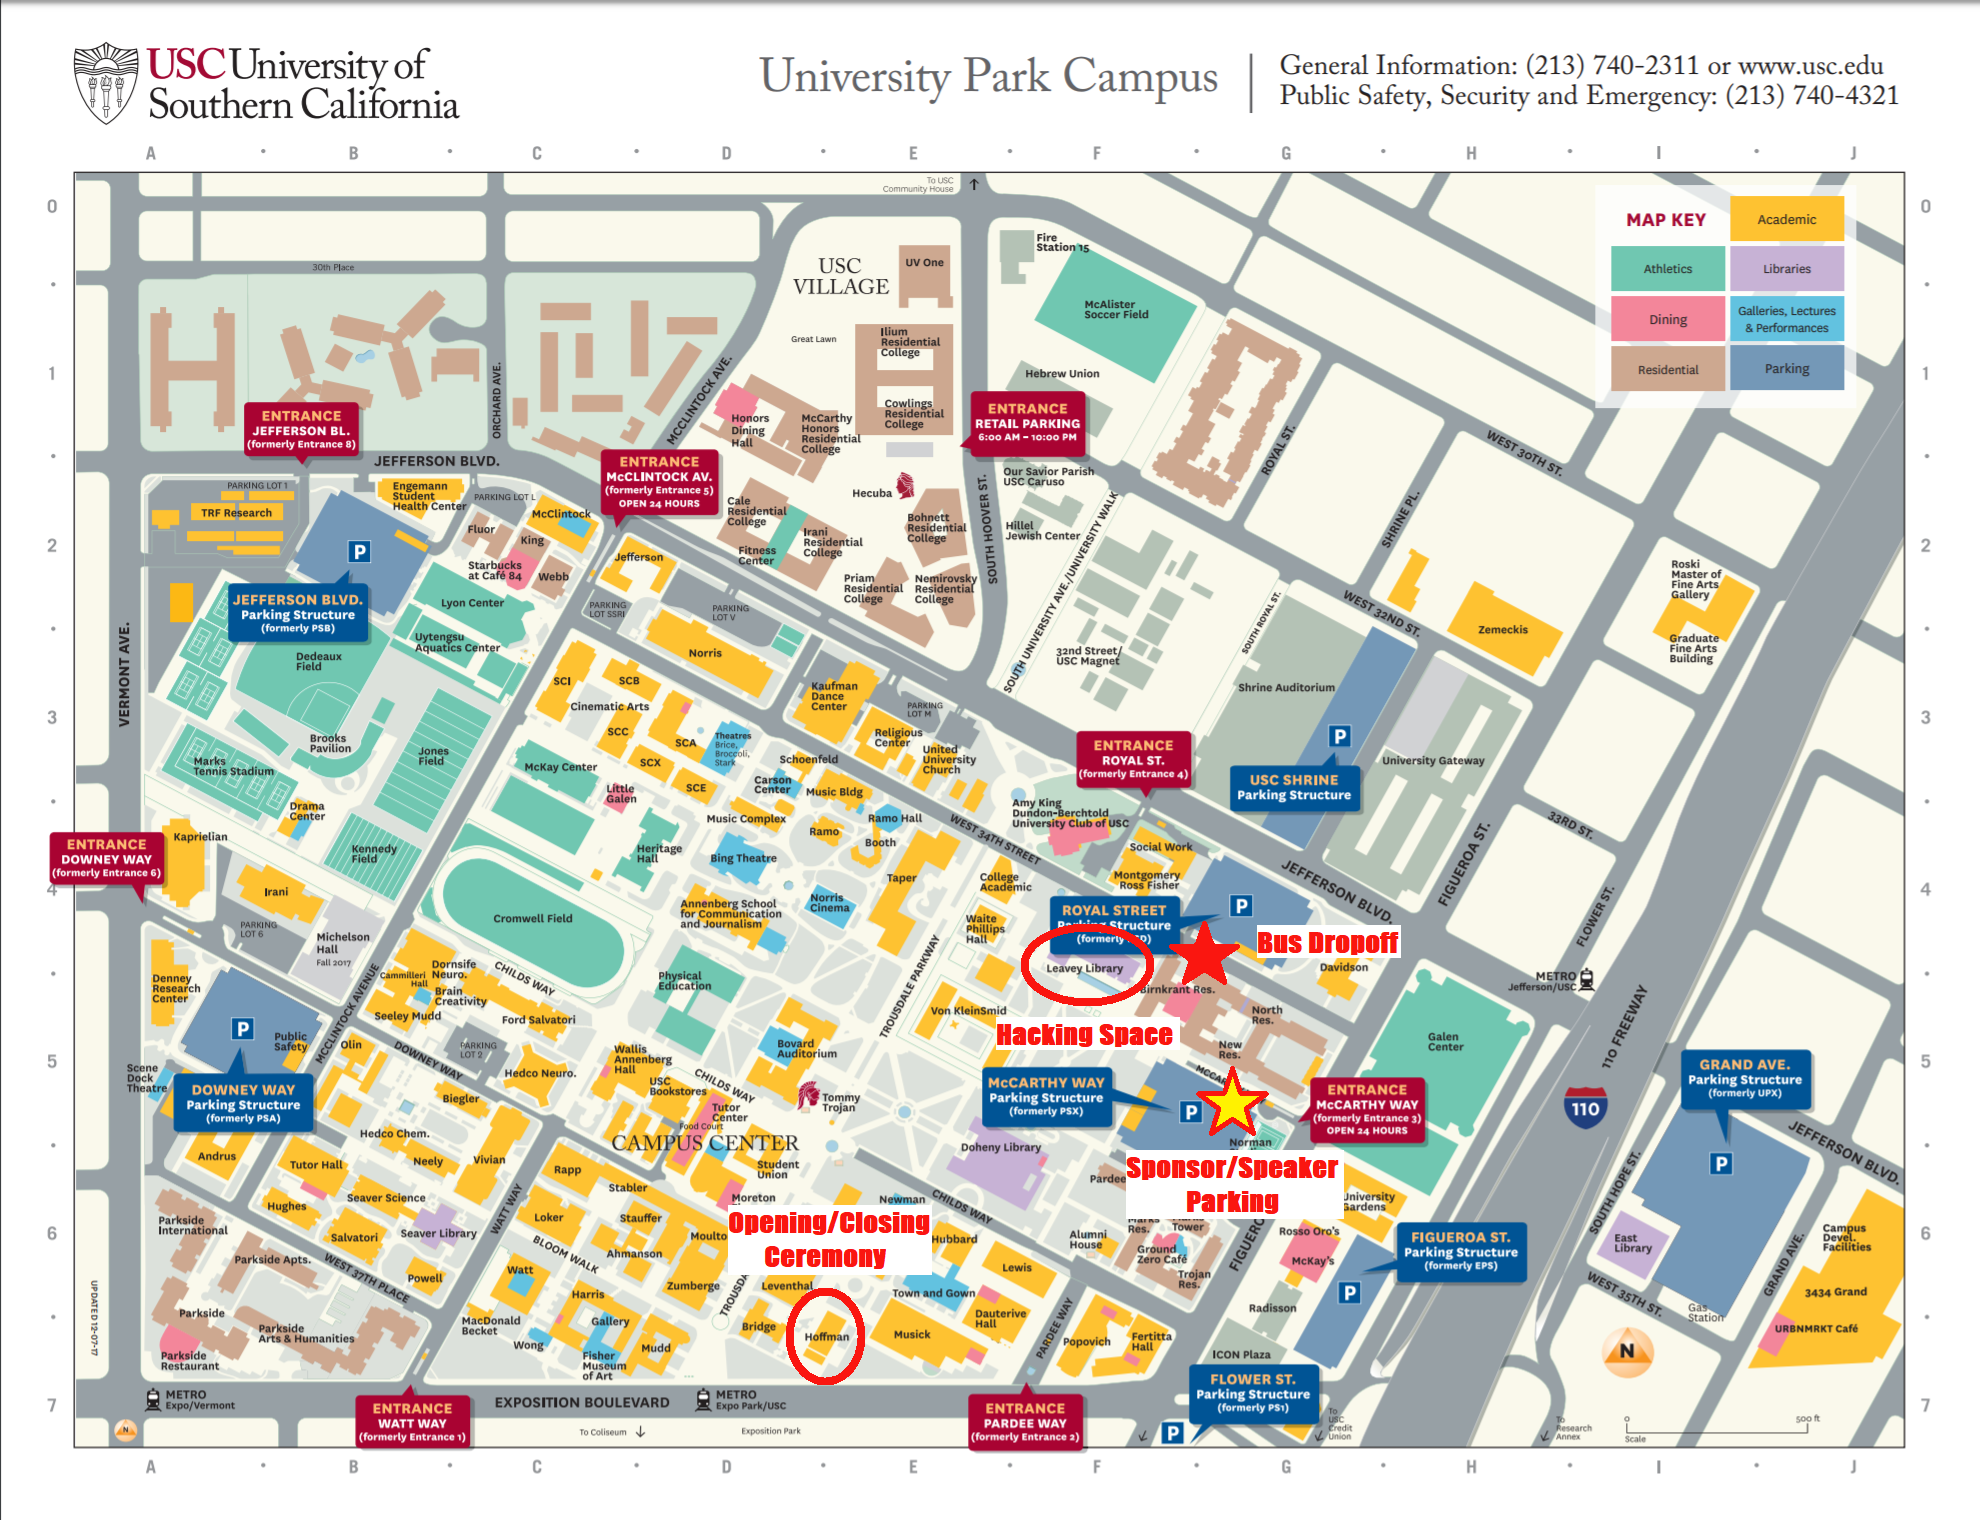 USC University of
Southern California
University Park Campus
General Information: (213) 740-2311 or www.usc.edu
Public Safety, Security and Emergency: (213) 740-4321
A B C D E F G H I J
0
1
2
3
4
5
6
7
0
1
2
3
4
5
6
7
To USC
Community House
MAP KEY
Academic
Athletics
Libraries
Dining
Galleries, Lectures
& Performances
Residential
Parking
30th Place
USC
VILLAGE
UV One
Fire
Station 15
McAlister
Soccer Field
Great Lawn
Ilium
Residential
College
Hebrew Union
Cowlings
Residential
College
ORCHARD AVE.
MCCLINTOCK AVE.
Honors
Dining
Hall
McCarthy
Honors
Residential
College
ENTRANCE
JEFFERSON BL.
(formerly Entrance 8)
ENTRANCE
RETAIL PARKING
6:00 AM – 10:00 PM
ROYAL ST.
WEST 30TH ST.
JEFFERSON BLVD.
ENTRANCE
McCLINTOCK AV.
(formerly Entrance 5)
OPEN 24 HOURS
Our Savior Parish
USC Caruso
PARKING LOT 1
Engemann
Student
Health Center
PARKING LOT L
TRF Research
McClintock
Fluor
King
Hecuba
Cale
Residential
College
Irani
Residential
College
Fitness
Center
Bohnett
Residential
College
SOUTH HOOVER ST.
Hillel
Jewish Center
SOUTH UNIVERSITY AVE./UNIVERSITY WALK
SHRINE PL.
P
Starbucks
at Café 84
Webb
Jefferson
Priam
Residential
College
Nemirovsky
Residential
College
JEFFERSON BLVD.
Parking Structure
(formerly PSB)
Lyon Center
PARKING
LOT SSRI
PARKING
LOT V
Uytengsu
Aquatics Center
SOUTH ROYAL ST.
WEST 32ND ST.
Zemeckis
Roski
Master of
Fine Arts
Gallery
Graduate
Fine Arts
Building
VERMONT AVE.
Dedeaux
Field
Norris
32nd Street/
USC Magnet
Shrine Auditorium
SCI
SCB
Cinematic Arts
Kaufman
Dance
Center
PARKING
LOT M
SCC
SCA
Theatres
Brice,
Broccoli,
Stark
Religious
Center
United
University
Church
Brooks
Pavilion
Jones
Field
Marks
Tennis Stadium
McKay Center
SCX
SCE
Schoenfeld
Carson
Center
Music Bldg
Little
Galen
ENTRANCE
ROYAL ST.
(formerly Entrance 4)
P
USC SHRINE
Parking Structure
University Gateway
Drama
Center
Kaprielian
Kennedy
Field
Heritage
Hall
Music Complex
Ramo
Ramo Hall
Booth
Bing Theatre
WEST 34TH STREET
Amy King
Dundon-Berchtold
University Club of USC
Social Work
Montgomery
Ross Fisher
33RD ST.
FIGUEROA ST.
JEFFERSON BLVD.
ENTRANCE
DOWNEY WAY
(formerly Entrance 6)
Irani
Taper
College
Academic
PARKING
LOT 6
Michelson
Hall
Fall 2017
Cromwell Field
Annenberg School
for Communication
and Journalism
Norris
Cinema
Waite
Phillips
Hall
ROYAL STREET
Parking Structure
(formerly
P
Bus Dropoff
FLOWER ST.
Davidson
Leavey Library
Denney
Research
Center
Cammilleri
Hall
Dornsife
Neuro.
Brain
Creativity
CHILDS WAY
Physical
Education
TROUSDALE PARKWAY
Birnkrant Res.
METRO
Jefferson/USC
P
Public
Safety
MCCLINTOCK AVENUE
Seeley Mudd
Ford Salvatori
Von KleinSmid
North
Res.
Hacking Space
New
Res.
Galen
Center
110 FREEWAY
Olin
DOWNEY WAY
PARKING
LOT 2
Hedco Neuro.
Wallis
Annenberg
Hall
USC
Bookstores
Bovard
Auditorium
CHILDS WAY
Scene
Dock
Theatre
DOWNEY WAY
Parking Structure
(formerly PSA)
Biegler
Tutor
Center
Food Court
Tommy
Trojan
McCARTHY WAY
Parking Structure
(formerly PSX)
P
ENTRANCE
McCARTHY WAY
(formerly Entrance 3)
OPEN 24 HOURS
110
GRAND AVE.
Parking Structure
(formerly UPX)
P
JEFFERSON BLVD.
Hedco Chem.
CAMPUS CENTER
Doheny Library
Norman
Andrus
Tutor Hall
Neely
Vivian
Rapp
Student
Union
Sponsor/Speaker
Parking
Hughes
Seaver Science
Stabler
Moreton
Newman
CHILDS WAY
University
Gardens
SOUTH HOPE ST.
Parkside
International
Salvatori
Seaver Library
WATT WAY
Loker
Stauffer
Opening/Closing
Ceremony
Hubbard
Alumni
House
Tower
Ground
Zero Café
Trojan
Res.
Rosso Oro's
McKay's
FIGUEROA ST.
Parking Structure
(formerly EPS)
P
East
Library
Campus
Devel.
Facilities
Parkside Apts.
WEST 37TH PLACE
Powell
BLOOM WALK
Ahmanson
Watt
Zumberge
Leventhal
Lewis
Town and Gown
GRAND AVE.
WEST 35TH ST.
Gas
Station
3434 Grand
URBNMRKT Café
UPDATED 12-07-17
Parkside
Parkside
Arts & Humanities
Parkside
Restaurant
MacDonald
Becket
Harris
Gallery
Wong
Fisher
Museum
of Art
Mudd
Bridge
Hoffman
Musick
Dauterive
Hall
PARDEE WAY
Popovich
Fertitta
Hall
Radisson
ICON Plaza
N
METRO
Expo/Vermont
ENTRANCE
WATT WAY
(formerly Entrance 1)
EXPOSITION BOULEVARD
METRO
Expo Park/USC
To Coliseum
Exposition Park
ENTRANCE
PARDEE WAY
(formerly Entrance 2)
FLOWER ST.
Parking Structure
(formerly PS1)
P
To
USC
Credit
Union
To
Research
Annex
0
500 ft
Scale
N
A B C D E F G H I J